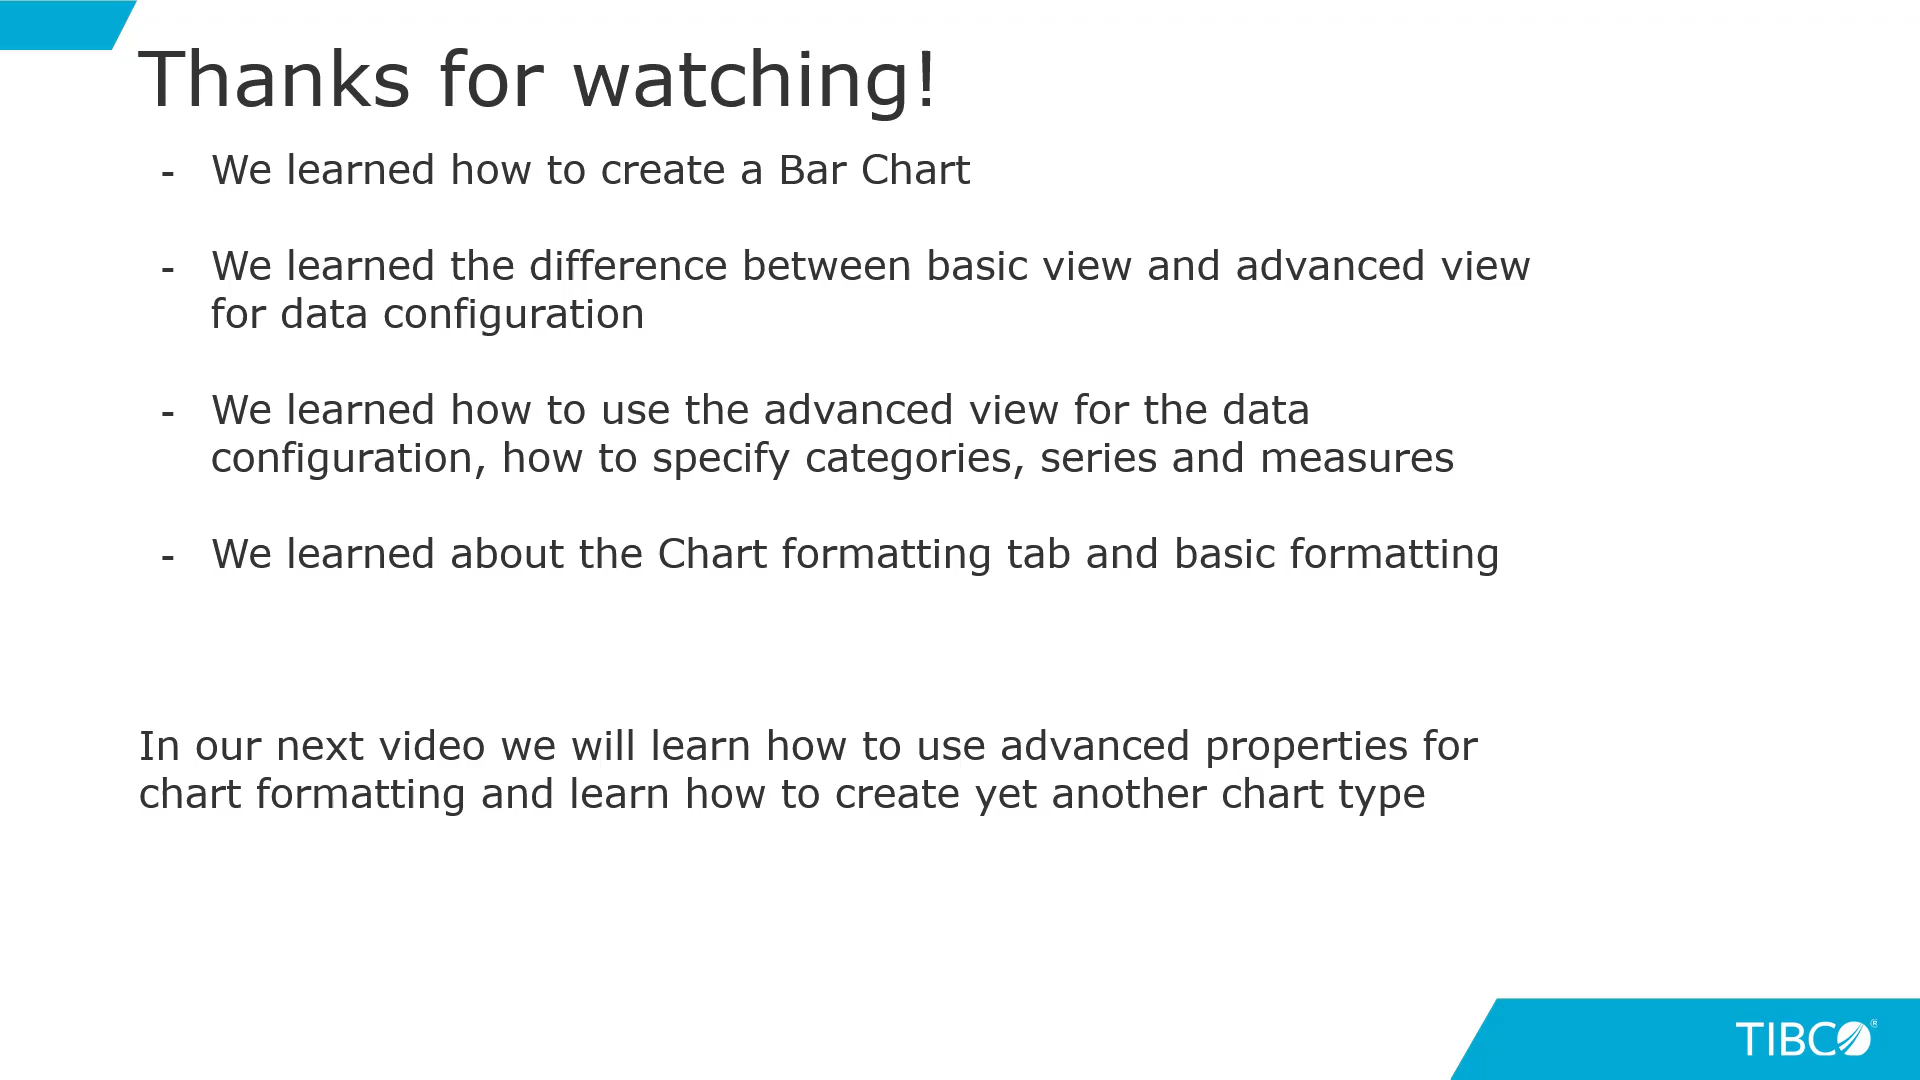 Thanks for watching!
- We learned how to create a Bar Chart
- We learned the difference between basic view and advanced view
for data configuration
- We learned how to use the advanced view for the data
configuration, how to specify categories, series and measures
- We learned about the Chart formatting tab and basic formatting
In our next video we will learn how to use advanced properties for
chart formatting and learn how to create yet another chart type
TIBCO®